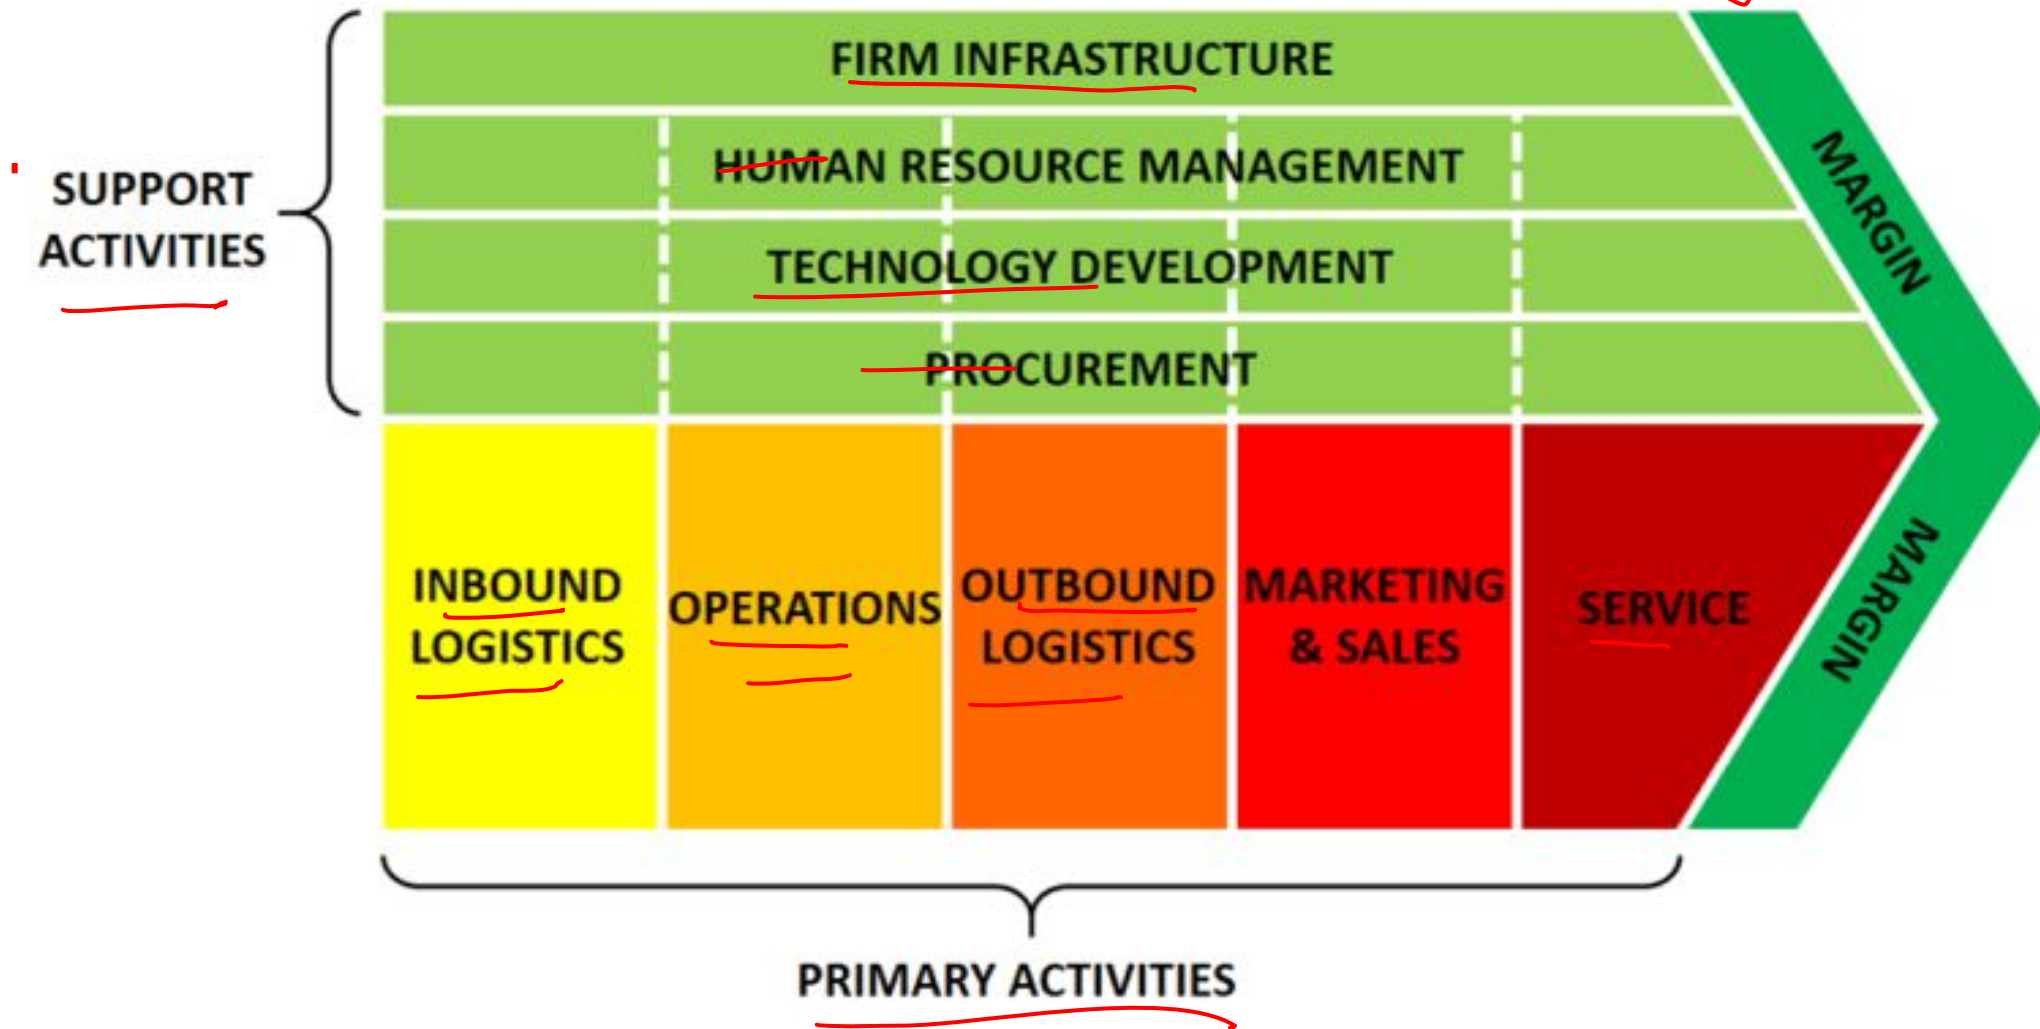 FIRM INFRASTRUCTURE
HUMAN RESOURCE MANAGEMENT
TECHNOLOGY DEVELOPMENT
PROCUREMENT
SUPPORT
ACTIVITIES
MARGIN
INBOUND
LOGISTICS
OPERATIONS
OUTBOUND
LOGISTICS
MARKETING
& SALES
SERVICE
MARGIN
PRIMARY ACTIVITIES